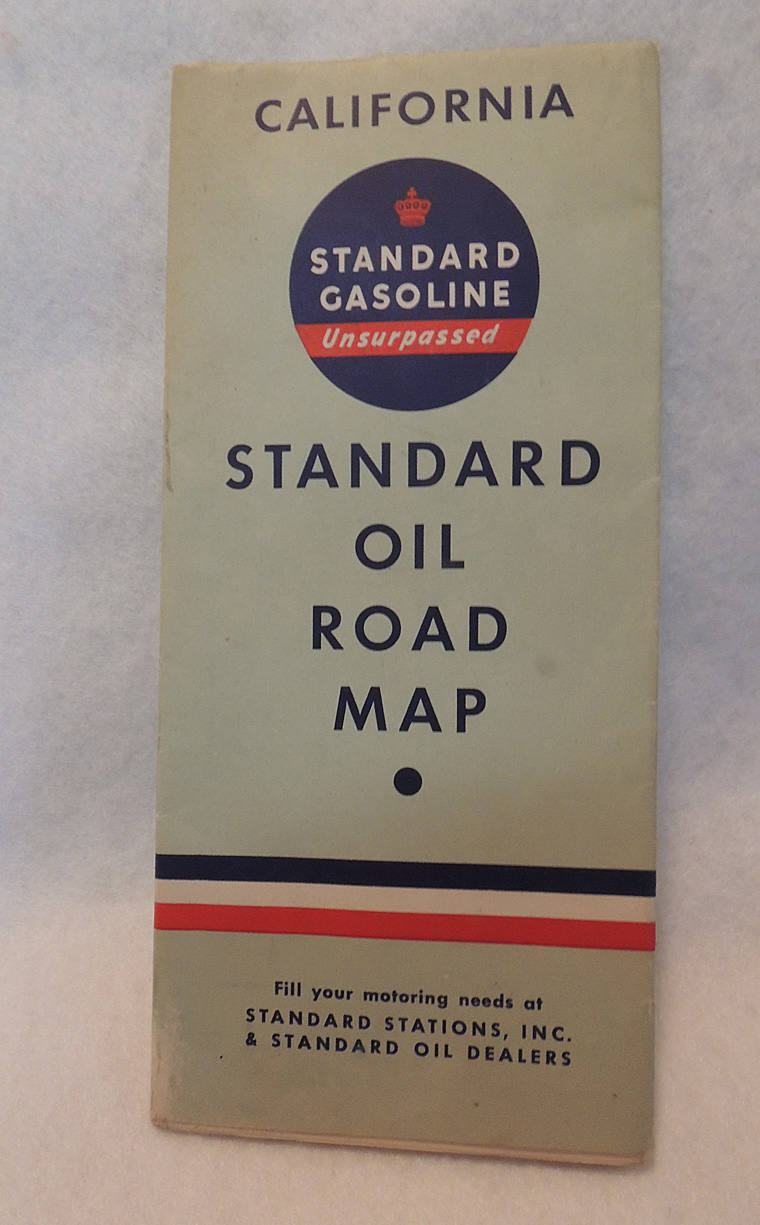 CALIFORNIA
STANDARD
GASOLINE
Unsurpassed
STANDARD
OIL
ROAD
MAP
Fill your motoring needs at
STANDARD STATIONS, INC.
& STANDARD OIL DEALERS